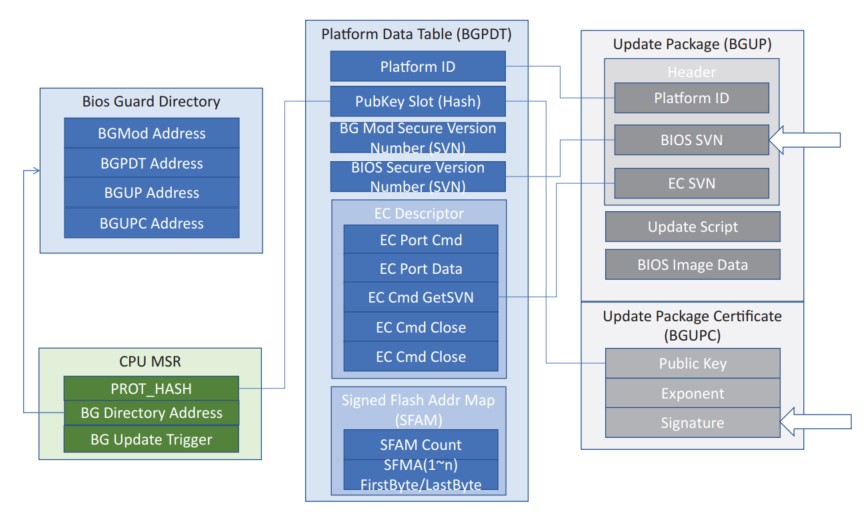 Bios Guard Directory
BGMod Address
BGPDT Address
BGUP Address
BGUPC Address
CPU MSR
PROT_HASH
BG Directory Address
BG Update Trigger
Platform Data Table (BGPDT)
Platform ID
PubKey Slot (Hash)
BG Mod Secure Version
Number (SVN)
BIOS Secure Version
Number (SVN)
EC Descriptor
EC Port Cmd
EC Port Data
EC Cmd GetSVN
EC Cmd Close
EC Cmd Close
Signed Flash Addr Map
(SFAM)
SFAM Count
SFMA(1~n)
FirstByte/LastByte
Update Package (BGUP)
Header
Platform ID
BIOS SVN
EC SVN
Update Script
BIOS Image Data
Update Package Certificate
(BGUPC)
Public Key
Exponent
Signature